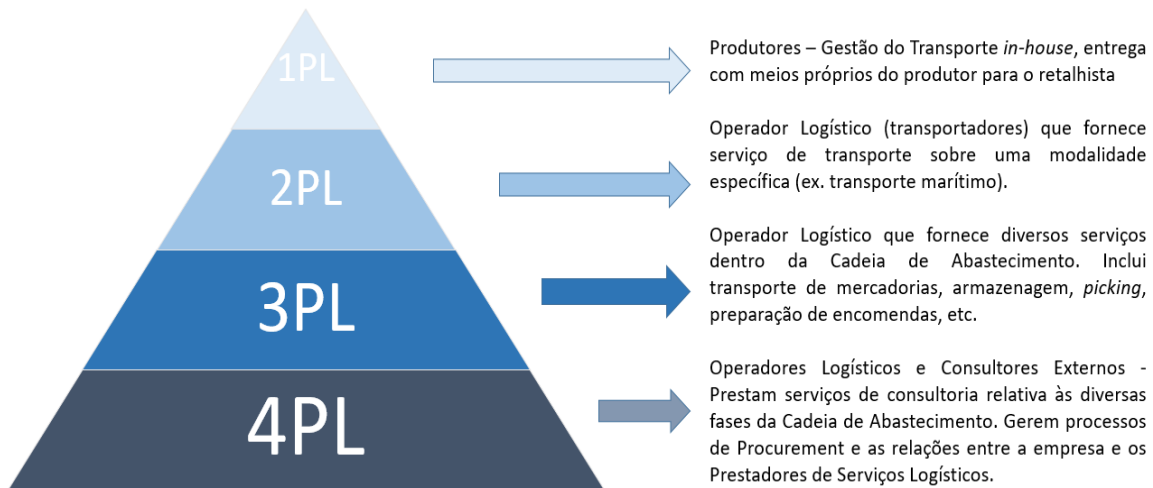 1PL
Produtores – Gestão do Transporte in-house, entrega
com meios próprios do produtor para o retalhista
2PL
Operador Logístico (transportadores) que fornece
serviço de transporte sobre uma modalidade
específica (ex. transporte marítimo).
3PL
Operador Logístico que fornece diversos serviços
dentro da Cadeia de Abastecimento. Inclui
transporte de mercadorias, armazenagem, picking,
preparação de encomendas, etc.
4PL
Operadores Logísticos e Consultores Externos -
Prestam serviços de consultoria relativa às diversas
fases da Cadeia de Abastecimento. Gerem processos
de Procurement e as relações entre a empresa e os
Prestadores de Serviços Logísticos.